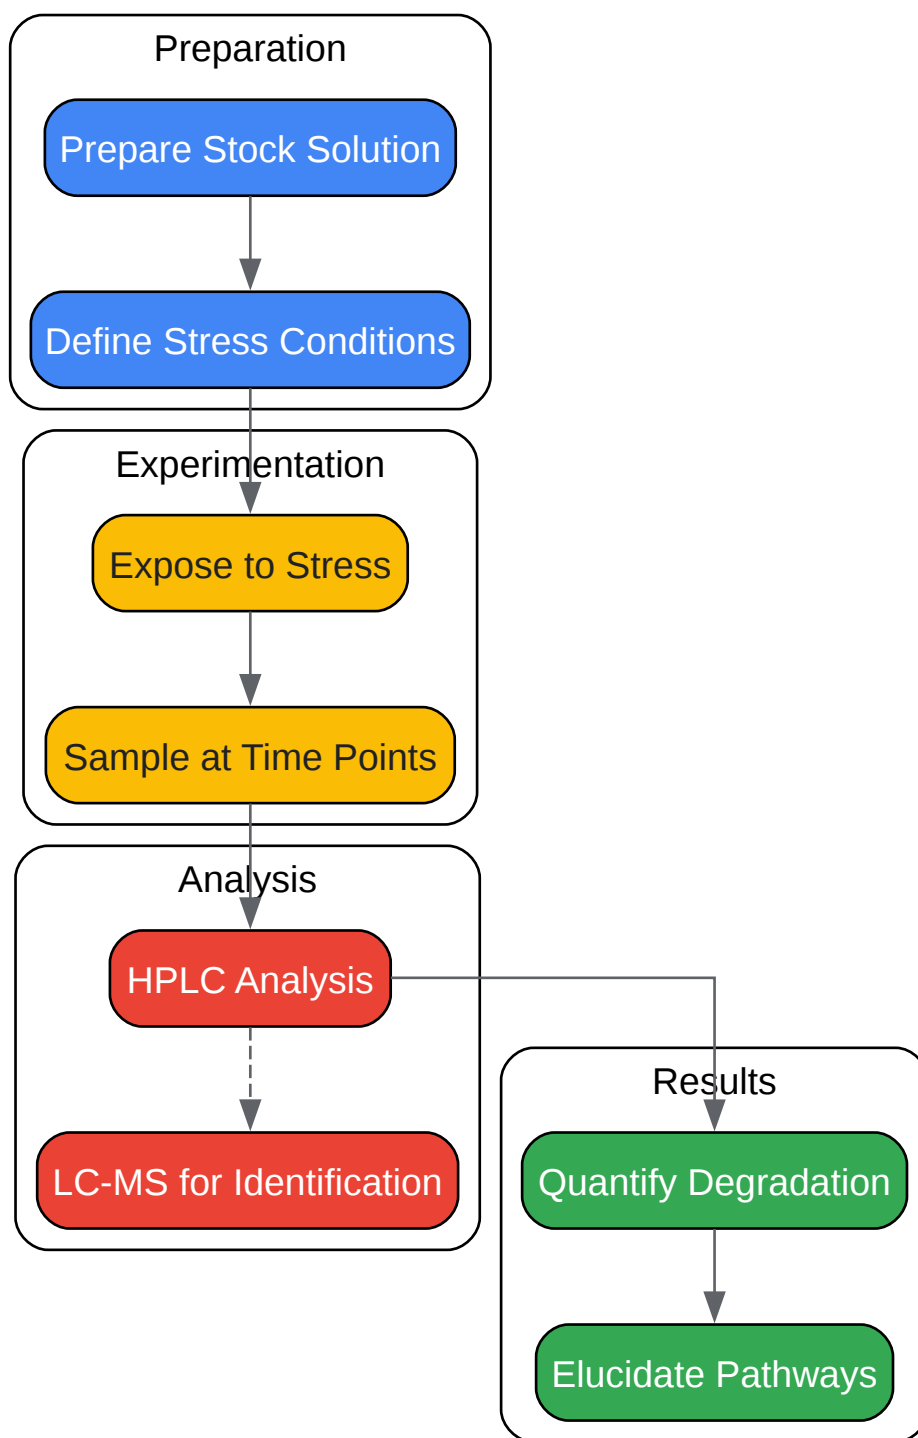 Preparation
Prepare Stock Solution
Define Stress Conditions
Experimentation
Expose to Stress
Sample at Time Points
Analysis
HPLC Analysis
LC-MS for Identification
Results
Quantify Degradation
Elucidate Pathways